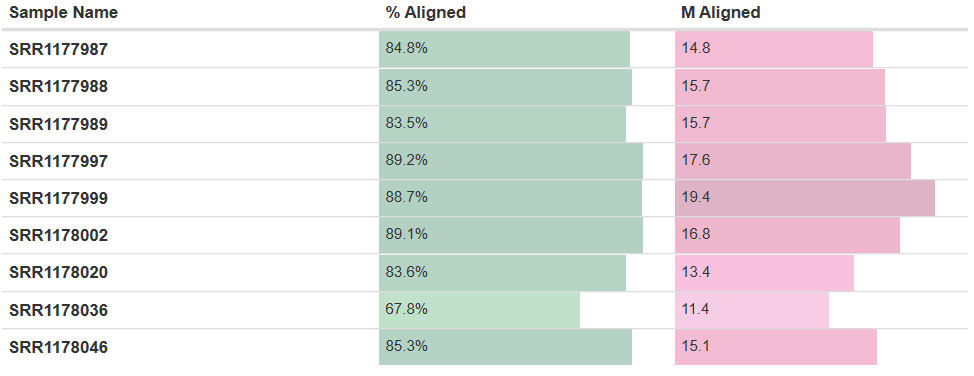 Sample Name % Aligned M Aligned
SRR1177987 84.8% 14.8
SRR1177988 85.3% 15.7
SRR1177989 83.5% 15.7
SRR1177997 89.2% 17.6
SRR1177999 88.7% 19.4
SRR1178002 89.1% 16.8
SRR1178020 83.6% 13.4
SRR1178036 67.8% 11.4
SRR1178046 85.3% 15.1